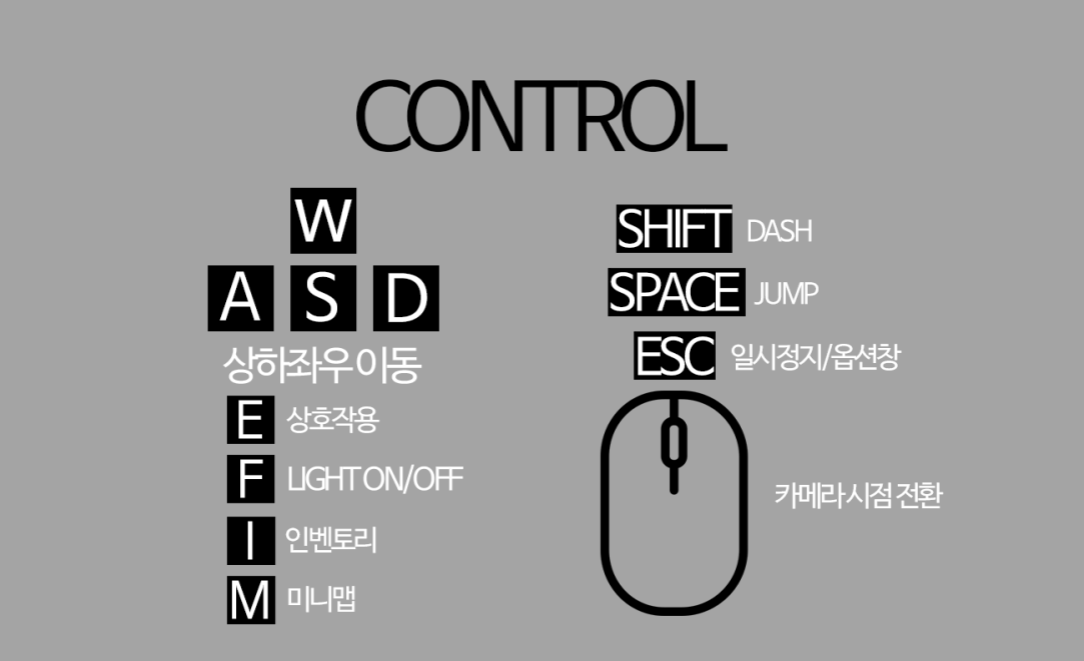 CONTROL
W
A S D
상하좌우 이동
E 상호작용
F LIGHT ON/OFF
I 인벤토리
M 미니맵
SHIFT DASH
SPACE JUMP
ESC 일시정지/옵션창
카메라 시점 전환